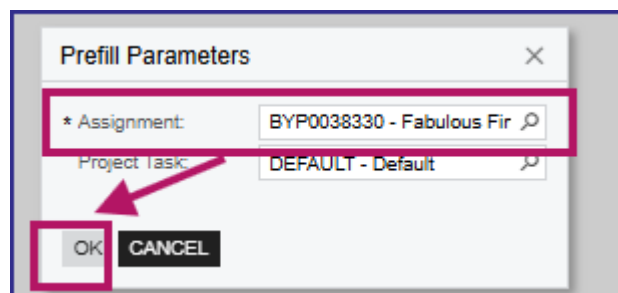 Prefill Parameters
* Assignment: BYP0038330 - Fabulous Fir
Project Task: DEFAULT - Default
OK CANCEL